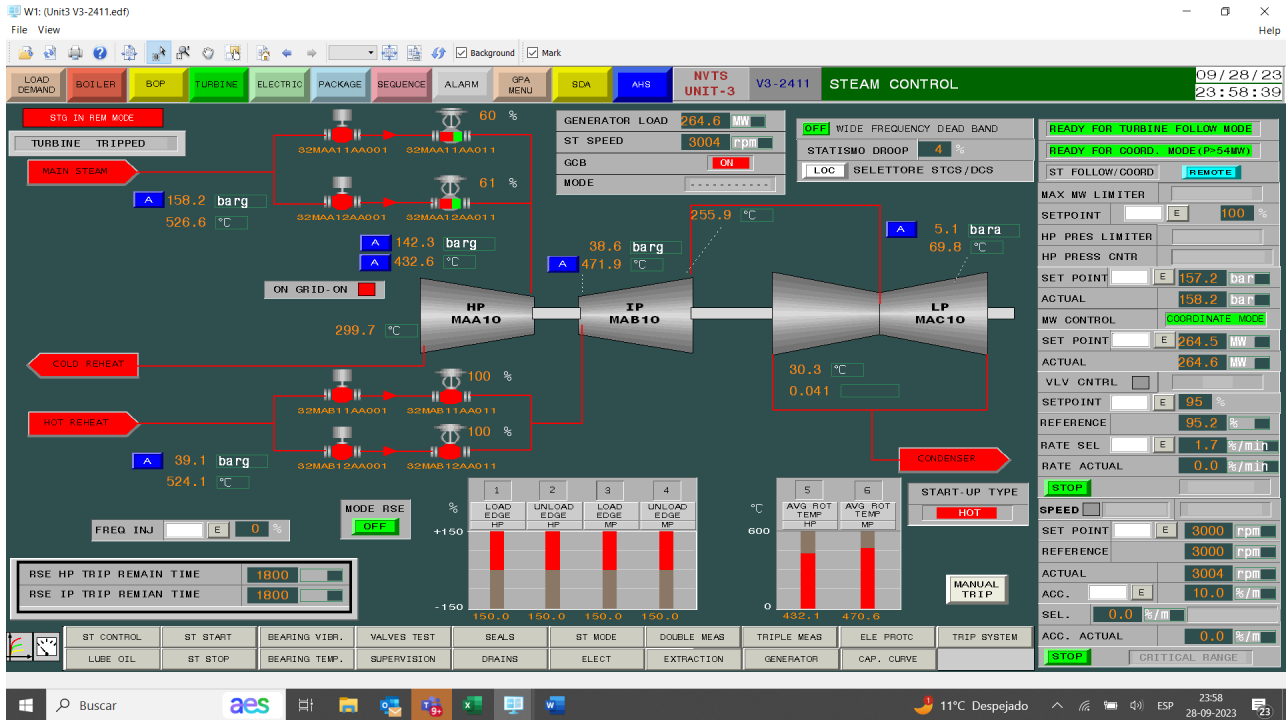 W1: (Unit3 V3-2411.edf)
File View Help
Background Mark
LOAD DEMAND BOILER BOP TURBINE ELECTRIC PACKAGE SEQUENCE ALARM GPA MENU SDA AHS NVTS UNIT-3 V3-2411 STEAM CONTROL 09/28/23 23:58:39
STG IN REM MODE
TURBINE TRIPPED
MAIN STEAM
A 158.2 barg
526.6 °C
32MAA11AA001 32MAA11AA011 60 %
32MAA12AA001 32MAA12AA011 61 %
A 142.3 barg
A 432.6 °C
GENERATOR LOAD 264.6 MW
ST SPEED 3004 rpm
GCB ON
MODE -----------
OFF WIDE FREQUENCY DEAD BAND
STATISMO DROOP 4 %
LOC SELETTORE STCS/DCS
255.9 °C
38.6 barg
A 471.9 °C
A 5.1 bara
69.8 °C
ON GRID-ON
HP MAA10
IP MAB10
LP MAC10
299.7 °C
COLD REHEAT
30.3 °C
0.041
HOT REHEAT
32MAB11AA001 32MAB11AA011 100 %
32MAB12AA001 32MAB12AA011 100 %
A 39.1 barg
524.1 °C
CONDENSER
FREQ INJ E 0 %
MODE RSE
OFF
RSE HP TRIP REMAIN TIME 1800
RSE IP TRIP REMIAN TIME 1800
1 2 3 4
% LOAD EDGE HP UNLOAD EDGE HP LOAD EDGE MP UNLOAD EDGE MP
+150
-150
150.0 150.0 150.0 150.0
5 6
°C AVG ROT TEMP HP AVG ROT TEMP MP
600
0
432.1 470.6
START-UP TYPE
HOT
MANUAL TRIP
READY FOR TURBINE FOLLOW MODE
READY FOR COORD. MODE(P>54MW)
ST FOLLOW/COORD REMOTE
MAX MW LIMITER
SETPOINT E 100 %
HP PRES LIMITER
HP PRESS CNTR
SET POINT E 157.2 bar
ACTUAL 158.2 bar
MW CONTROL COORDINATE MODE
SET POINT E 264.5 MW
ACTUAL 264.6 MW
VLV CNTRL
SETPOINT E 95 %
REFERENCE 95.2 %
RATE SEL E 1.7 %/min
RATE ACTUAL 0.0 %/min
STOP
SPEED
SET POINT E 3000 rpm
REFERENCE 3000 rpm
ACTUAL 3004 rpm
ACC. E 10.0 %/m
SEL. 0.0 %/m
ACC. ACTUAL 0.0 %/m
STOP CRITICAL RANGE
ST CONTROL ST START BEARING VIBR. VALVES TEST SEALS ST MODE DOUBLE MEAS TRIPLE MEAS ELE PROTC TRIP SYSTEM
LUBE OIL ST STOP BEARING TEMP. SUPERVISION DRAINS ELECT EXTRACTION GENERATOR CAP. CURVE
Buscar aes 9+ 11°C Despejado ESP 23:58
28-09-2023 23